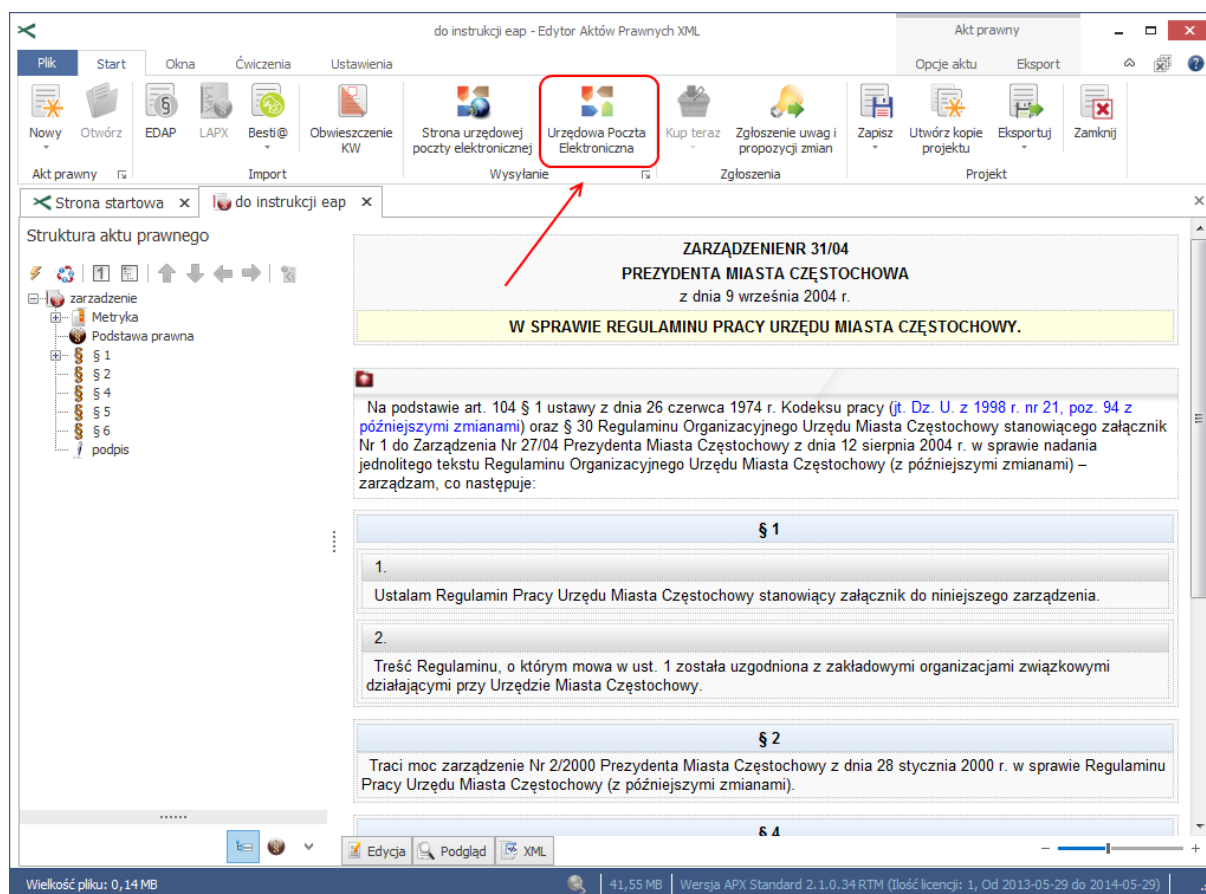 do instrukcji eap - Edytor Aktów Prawnych XML
Akt prawny
Plik Start Okna Ćwiczenia Ustawienia Opcje aktu Eksport
Nowy Otwórz EDAP LAPX Besti@ Obwieszczenie KW
Strona urzędowej poczty elektronicznej
Urzędowa Poczta Elektroniczna
Kup teraz
Zgłoszenie uwag i propozycji zmian
Zapisz
Utwórz kopie projektu
Eksportuj
Zamknij
Akt prawny Import Wysyłanie Zgłoszenia Projekt
Strona startowa x do instrukcji eap x
Struktura aktu prawnego
zarzadzenie
Metryka
Podstawa prawna
§ 1
§ 2
§ 4
§ 5
§ 6
podpis
ZARZĄDZENIENR 31/04
PREZYDENTA MIASTA CZĘSTOCHOWA
z dnia 9 września 2004 r.
W SPRAWIE REGULAMINU PRACY URZĘDU MIASTA CZĘSTOCHOWY.
Na podstawie art. 104 § 1 ustawy z dnia 26 czerwca 1974 r. Kodeksu pracy (jt. Dz. U. z 1998 r. nr 21, poz. 94 z
późniejszymi zmianami) oraz § 30 Regulaminu Organizacyjnego Urzędu Miasta Częstochowy stanowiącego załącznik
Nr 1 do Zarządzenia Nr 27/04 Prezydenta Miasta Częstochowy z dnia 12 sierpnia 2004 r. w sprawie nadania
jednolitego tekstu Regulaminu Organizacyjnego Urzędu Miasta Częstochowy (z późniejszymi zmianami) –
zarządzam, co następuje:
§ 1
1.
Ustalam Regulamin Pracy Urzędu Miasta Częstochowy stanowiący załącznik do niniejszego zarządzenia.
2.
Treść Regulaminu, o którym mowa w ust. 1 została uzgodniona z zakładowymi organizacjami związkowymi
działającymi przy Urzędzie Miasta Częstochowy.
§ 2
Traci moc zarządzenie Nr 2/2000 Prezydenta Miasta Częstochowy z dnia 28 stycznia 2000 r. w sprawie Regulaminu
Pracy Urzędu Miasta Częstochowy (z późniejszymi zmianami).
§ 4
Edycja Podgląd XML
Wielkość pliku: 0,14 MB 41,55 MB Wersja APX Standard 2.1.0.34 RTM (Ilość licencji: 1, Od 2013-05-29 do 2014-05-29)